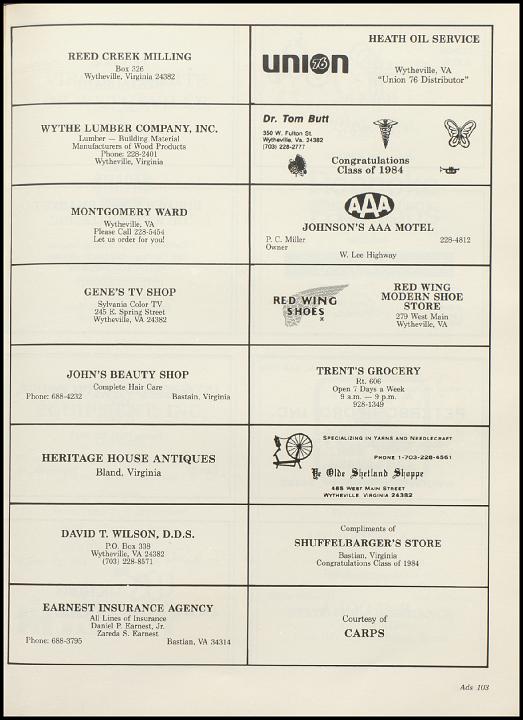 REED CREEK MILLING
Box 326
Wytheville, Virginia 24382
HEATH OIL SERVICE
union 76
Wytheville, VA
"Union 76 Distributor"
WYTHE LUMBER COMPANY, INC.
Lumber — Building Material
Manufacturers of Wood Products
Phone: 228-2401
Wytheville, Virginia
Dr. Tom Butt
350 W. Fulton St.
Wytheville, Va. 24382
(703) 228-2777
Congratulations
Class of 1984
MONTGOMERY WARD
Wytheville, VA
Please Call 228-5454
Let us order for you!
AAA
JOHNSON'S AAA MOTEL
P. C. Miller 228-4812
Owner
W. Lee Highway
GENE'S TV SHOP
Sylvania Color TV
245 E. Spring Street
Wytheville, VA 24382
RED WING
SHOES
RED WING
MODERN SHOE
STORE
279 West Main
Wytheville, VA
JOHN'S BEAUTY SHOP
Complete Hair Care
Phone: 688-4232 Bastain, Virginia
TRENT'S GROCERY
Rt. 606
Open 7 Days a Week
9 a.m. — 9 p.m.
928-1349
HERITAGE HOUSE ANTIQUES
Bland, Virginia
SPECIALIZING IN YARNS AND NEEDLECRAFT
PHONE 1-703-228-4561
Ye Olde Shetland Shoppe
485 WEST MAIN STREET
WYTHEVILLE VIRGINIA 24382
DAVID T. WILSON, D.D.S.
P.O. Box 338
Wytheville, VA 24382
(703) 228-8571
Compliments of
SHUFFELBARGER'S STORE
Bastian, Virginia
Congratulations Class of 1984
EARNEST INSURANCE AGENCY
All Lines of Insurance
Daniel P. Earnest, Jr.
Zareda S. Earnest
Phone: 688-3795 Bastian, VA 34314
Courtesy of
CARPS
Ads 103